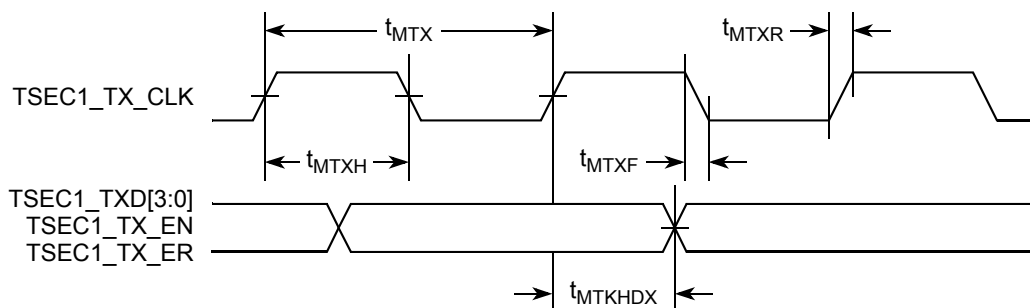 tMTX
tMTXR
TSEC1_TX_CLK
tMTXH
tMTXF
TSEC1_TXD[3:0]
TSEC1_TX_EN
TSEC1_TX_ER
tMTKHDX